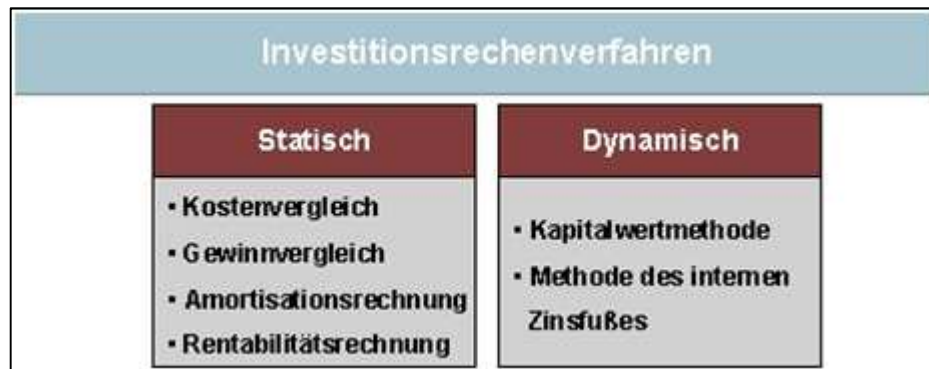 Investitionsrechenverfahren
Statisch
▪ Kostenvergleich
▪ Gewinnvergleich
▪ Amortisationsrechnung
▪ Rentabilitätsrechnung
Dynamisch
▪ Kapitalwertmethode
▪ Methode des internen
Zinsfußes